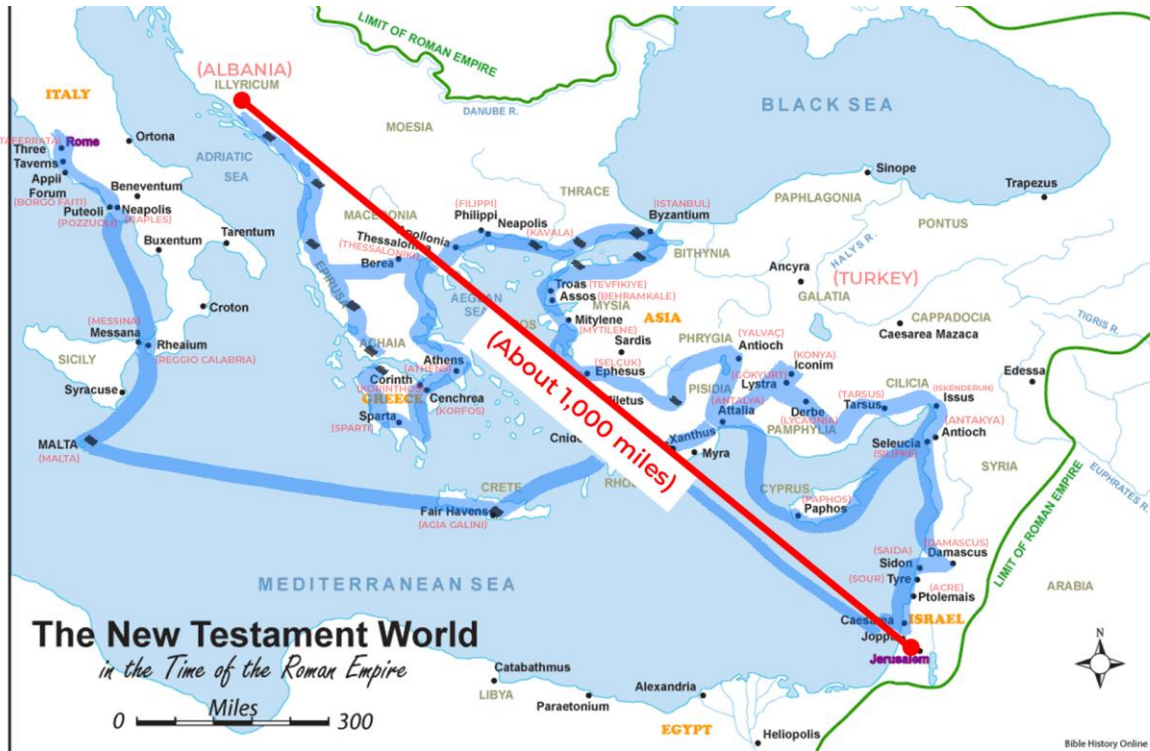 LIMIT OF ROMAN EMPIRE
(ALBANIA)
ILLYRICUM
ITALY
DANUBE R.
BLACK SEA
MOESIA
Ortona
Rome
Three
Taverns
ADRIATIC
SEA
Appii
Forum
(BORGO FAITI)
Beneventum
Puteoli
Neapolis
(POZZUOLI)
(NAPLES)
Buxentum
Tarentum
Croton
THRACE
Sinope
PAPHLAGONIA
Trapezus
PONTUS
(ISTANBUL)
Byzantium
BITHYNIA
HALYS R.
MACEDONIA
(FILIPPI)
Philippi
Neapolis
(KAVALA)
Apollonia
Thessalonica
(THESSALONIKI)
Berea
EPIRUS
Ancyra
(TURKEY)
GALATIA
CAPPADOCIA
Caesarea Mazaca
TIGRIS R.
Troas (TEVFIKIYE)
Assos (BEHRAMKALE)
MYSIA
AEGEAN
SEA
Mitylene
(MYTILENE)
ASIA
Sardis
(MESSINA)
Messana
Rheaium
(REGGIO CALABRIA)
SICILY
Syracuse
ACHAIA
Athens
Corinth
(KORINTHOS)
Cenchrea
(KORFOS)
GREECE
Sparta
(SPARTI)
(SELÇUK)
Ephesus
PHRYGIA
(YALVAÇ)
Antioch
(KONYA)
Iconim
(GÖKYURT)
Lystra
PISIDIA
Derbe
(LYCAONIA)
(ANTALYA)
Attalia
PAMPHYLIA
(TARSUS)
Tarsus
CILICIA
(ISKENDERUN)
Issus
Edessa
(ANTAKYA)
Antioch
Seleucia
(SILIFKE)
SYRIA
EUPHRATES R.
(About 1,000 miles)
Xanthus
Myra
MALTA
(MALTA)
CRETE
Fair Havens
(AGIA GALINI)
CYPRUS
(PAPHOS)
Paphos
(DAMASCUS)
Damascus
(SAIDA)
Sidon
(SOUR)
Tyre
(ACRE)
Ptolemais
LIMIT OF ROMAN EMPIRE
ARABIA
MEDITERRANEAN SEA
Caesarea
ISRAEL
Joppa
Jerusalem
The New Testament World
in the Time of the Roman Empire
Miles
0 300
Catabathmus
LIBYA
Paraetonium
Alexandria
EGYPT
Heliopolis
N
Bible History Online